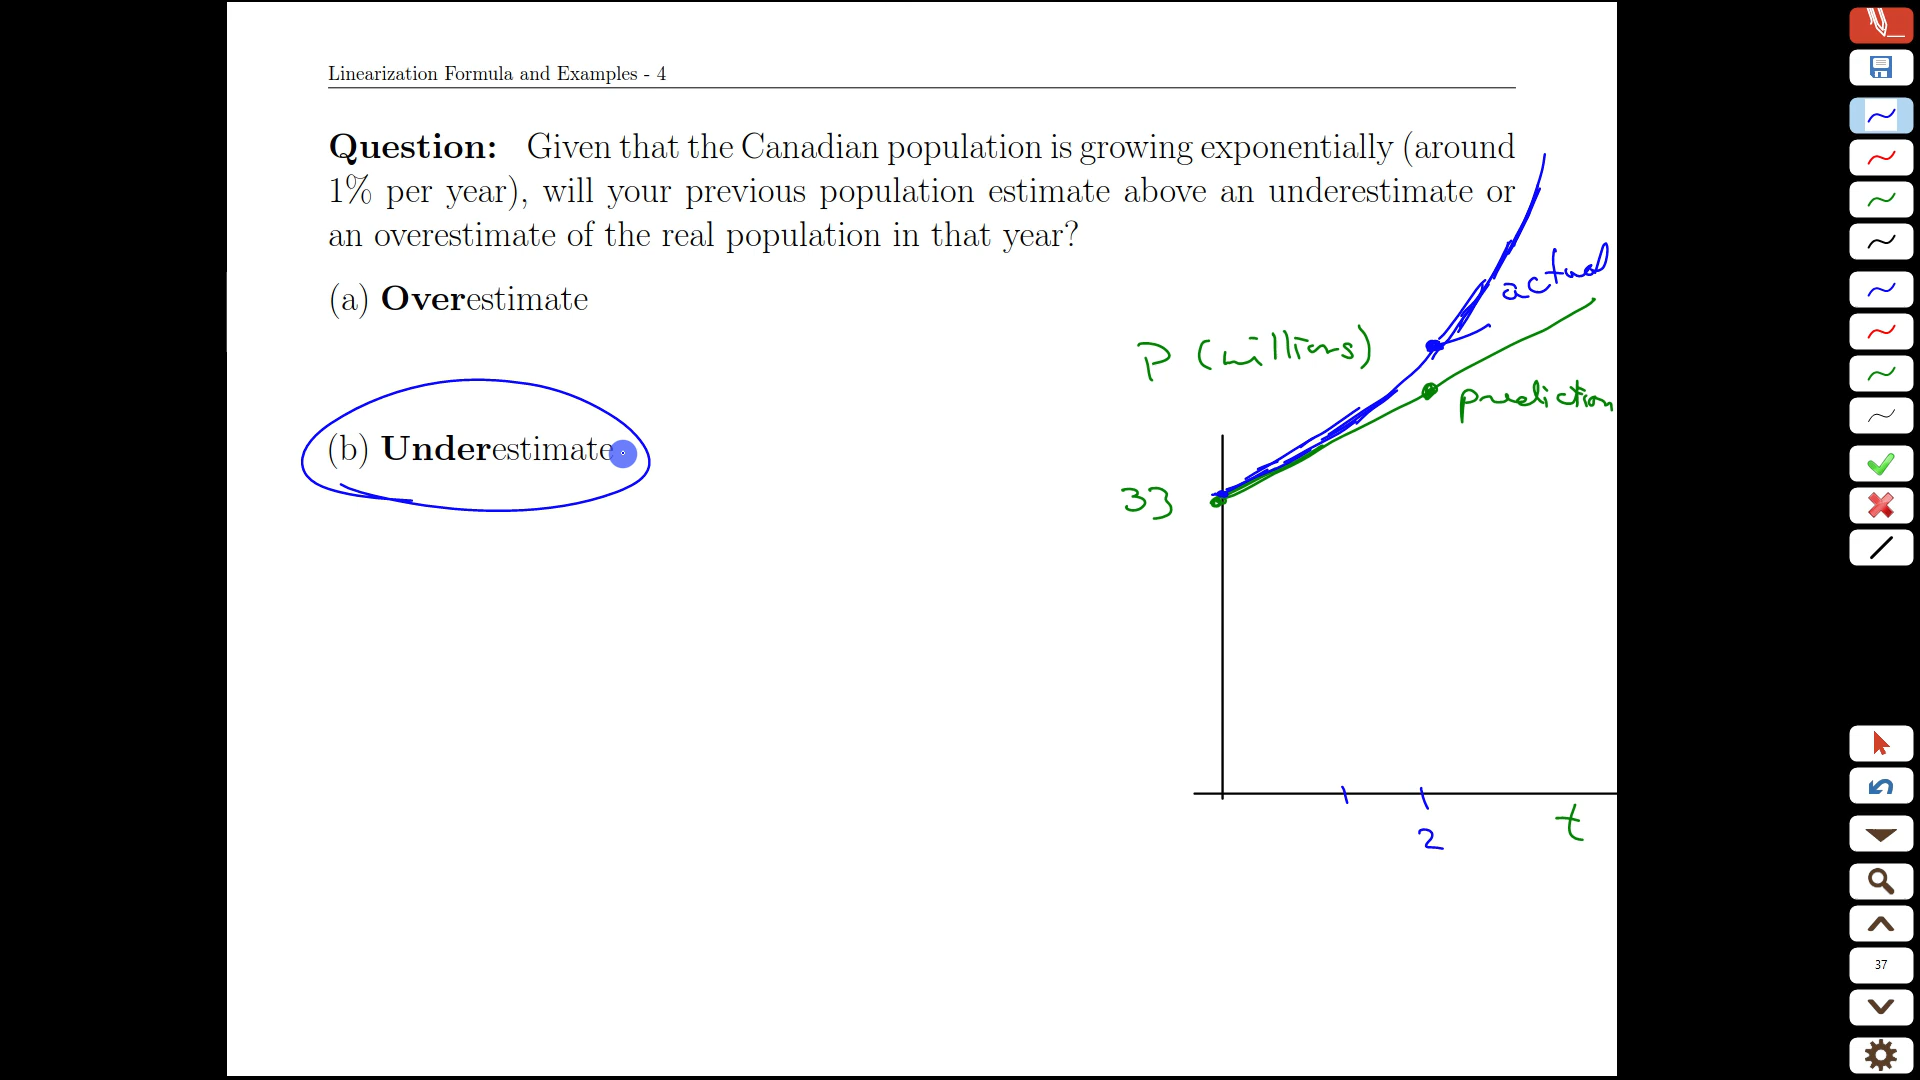 Linearization Formula and Examples - 4
Question: Given that the Canadian population is growing exponentially (around
1% per year), will your previous population estimate above an underestimate or
an overestimate of the real population in that year?
(a) Overestimate
actual
P (millions)
prediction
(b) Underestimate
33
t
2
37